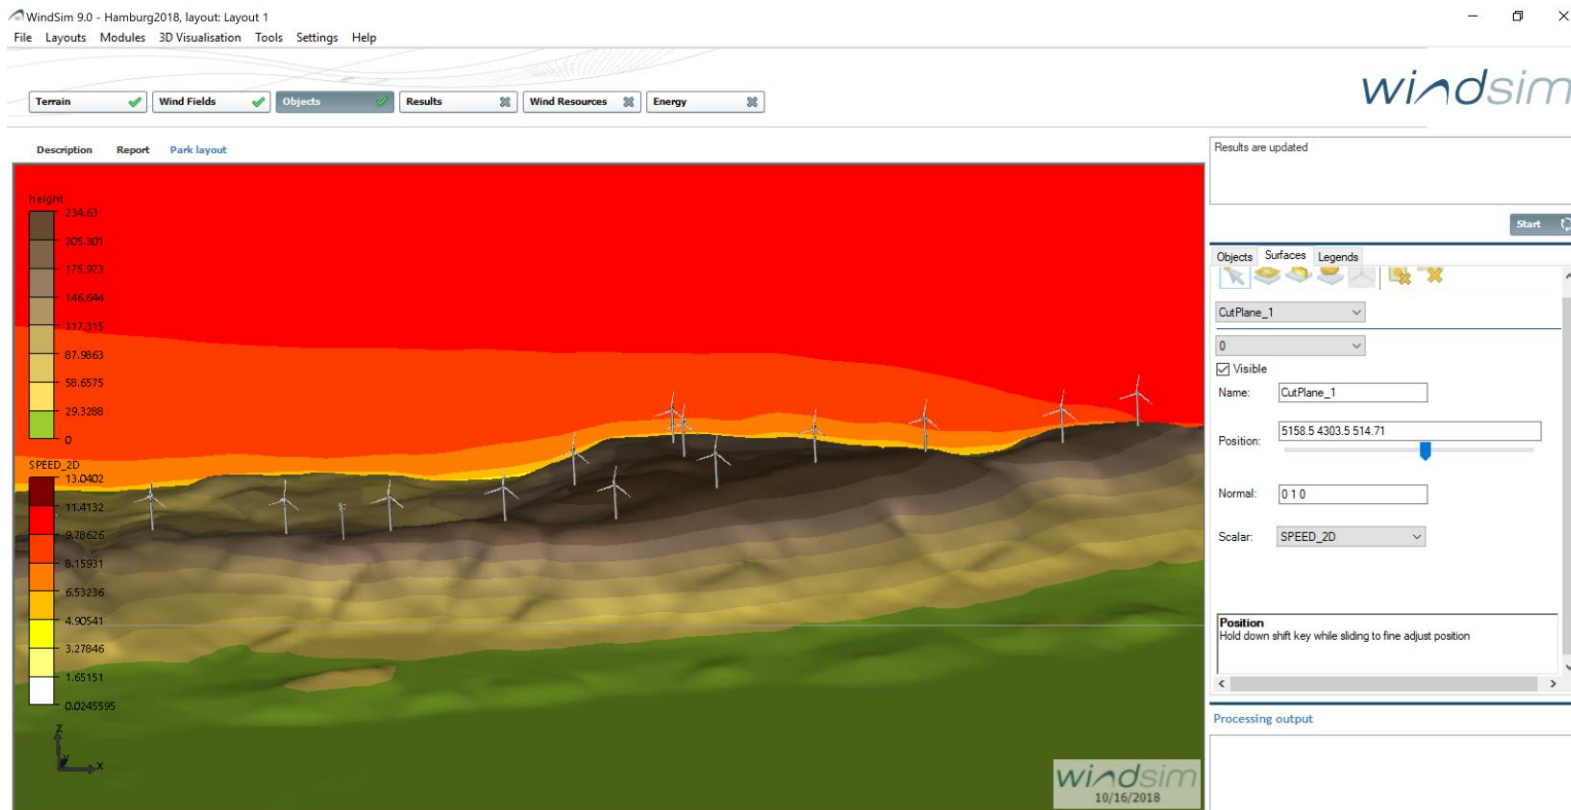 WindSim 9.0 - Hamburg2018, layout: Layout 1
File Layouts Modules 3D Visualisation Tools Settings Help
windsim
Terrain Wind Fields Objects Results Wind Resources Energy
Description Report Park layout
Results are updated
Start
height
234.63
205.301
175.973
146.644
117.315
87.9863
58.6575
29.3288
0
SPEED_2D
13.0402
11.4132
9.78626
8.15931
6.53236
4.90541
3.27846
1.65151
0.0245595
Z
Y
X
windsim
10/16/2018
Objects Surfaces Legends
CutPlane_1
0
Visible
Name: CutPlane_1
Position: 5158.5 4303.5 514.71
Normal: 0 1 0
Scalar: SPEED_2D
Position
Hold down shift key while sliding to fine adjust position
Processing output